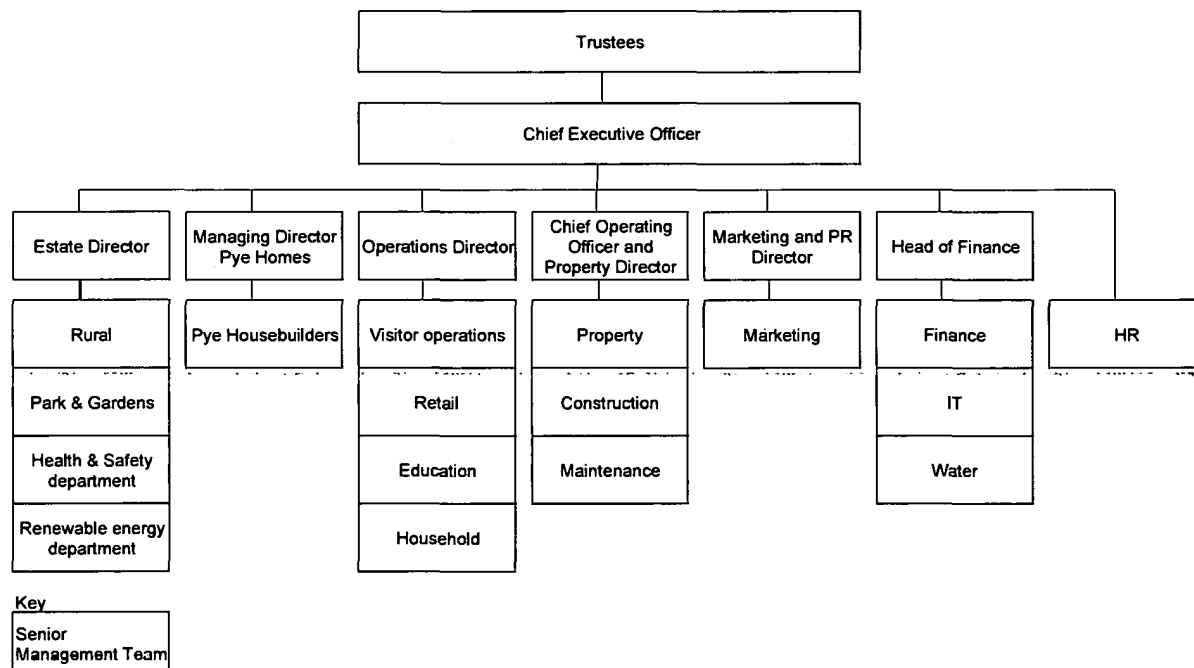 Trustees
Chief Executive Officer
Estate Director
Managing Director
Pye Homes
Operations Director
Chief Operating
Officer and
Property Director
Marketing and PR
Director
Head of Finance
Rural
Pye Housebuilders
Visitor operations
Property
Marketing
Finance
HR
Park & Gardens
Retail
Construction
IT
Health & Safety
department
Education
Maintenance
Water
Renewable energy
department
Household
Key
Senior
Management Team